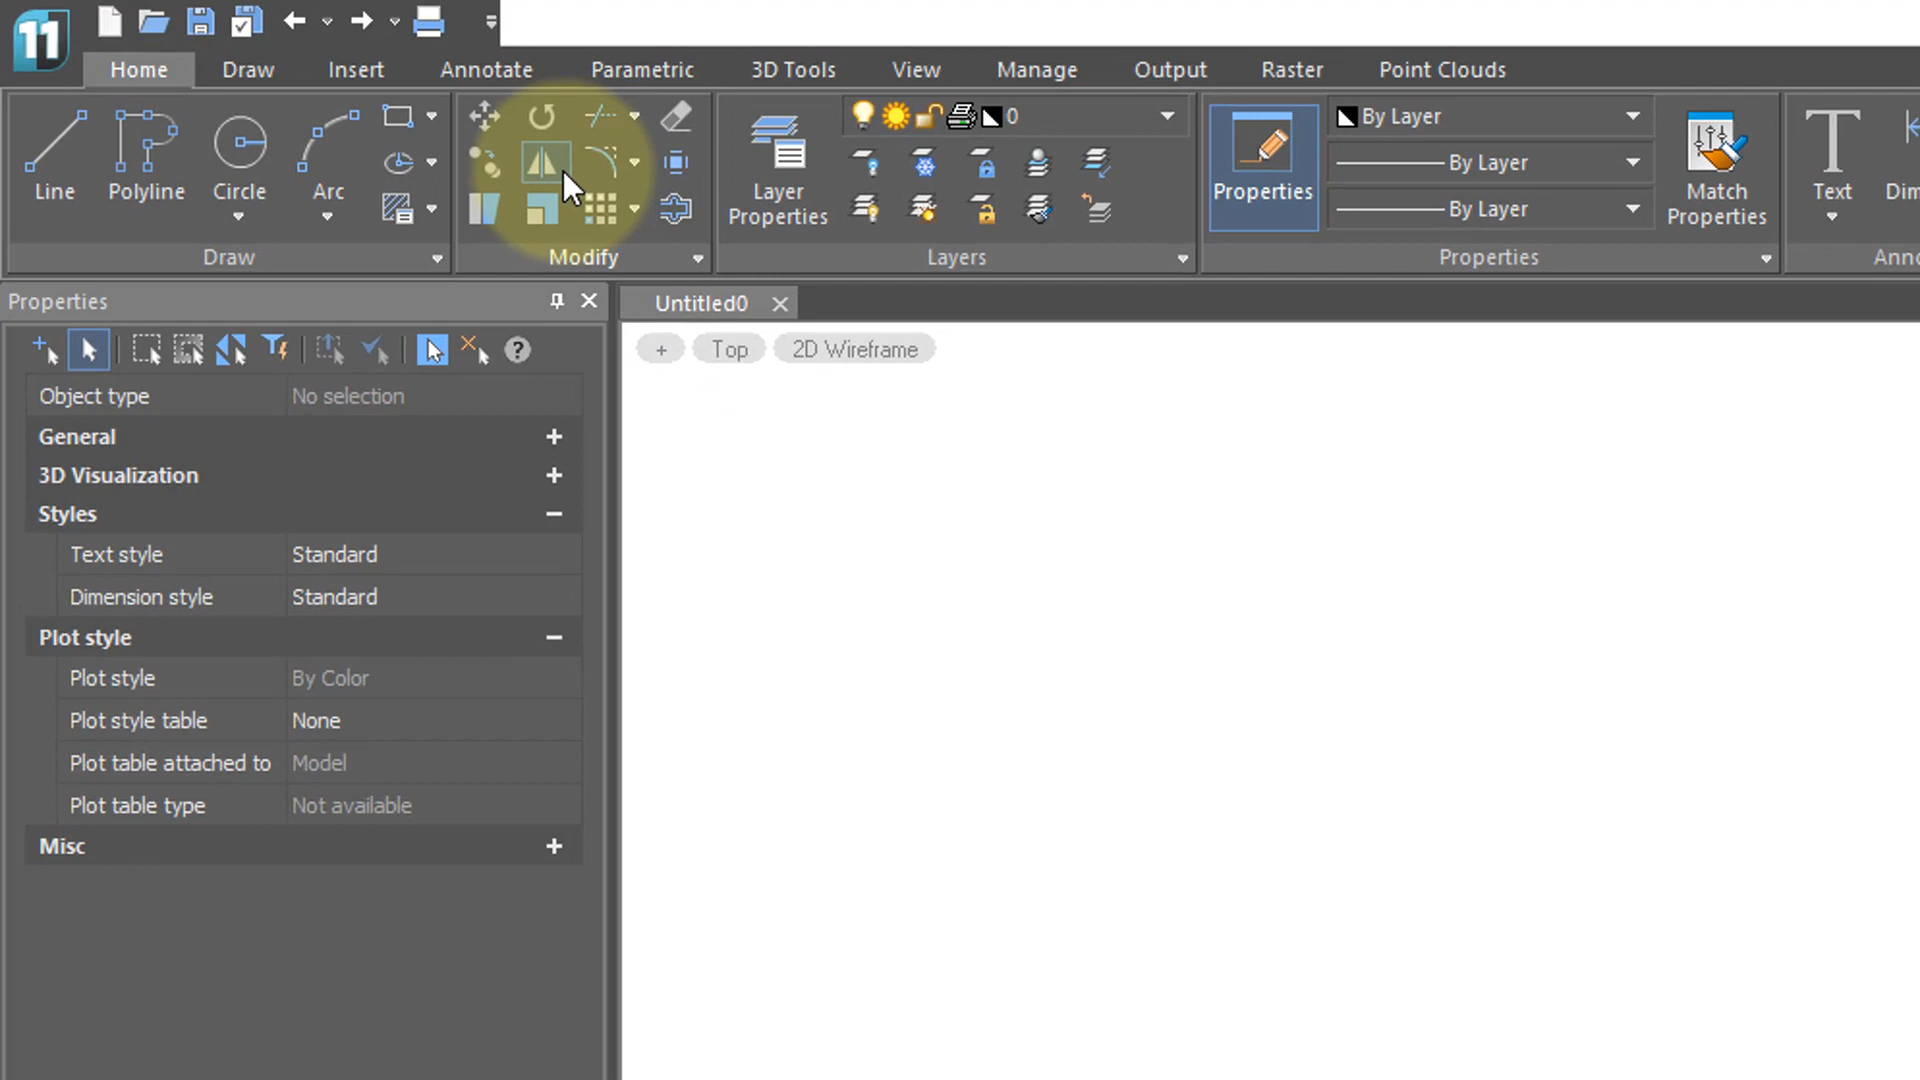 11
Home Draw Insert Annotate Parametric 3D Tools View Manage Output Raster Point Clouds
Line Polyline Circle Arc
Layer Properties
0
Properties
By Layer
By Layer
By Layer
Match Properties
Text
Dim
Draw Modify Layers Properties Anno
Properties
Untitled0
+ Top 2D Wireframe
Object type No selection
General
3D Visualization
Styles
Text style Standard
Dimension style Standard
Plot style
Plot style By Color
Plot style table None
Plot table attached to Model
Plot table type Not available
Misc